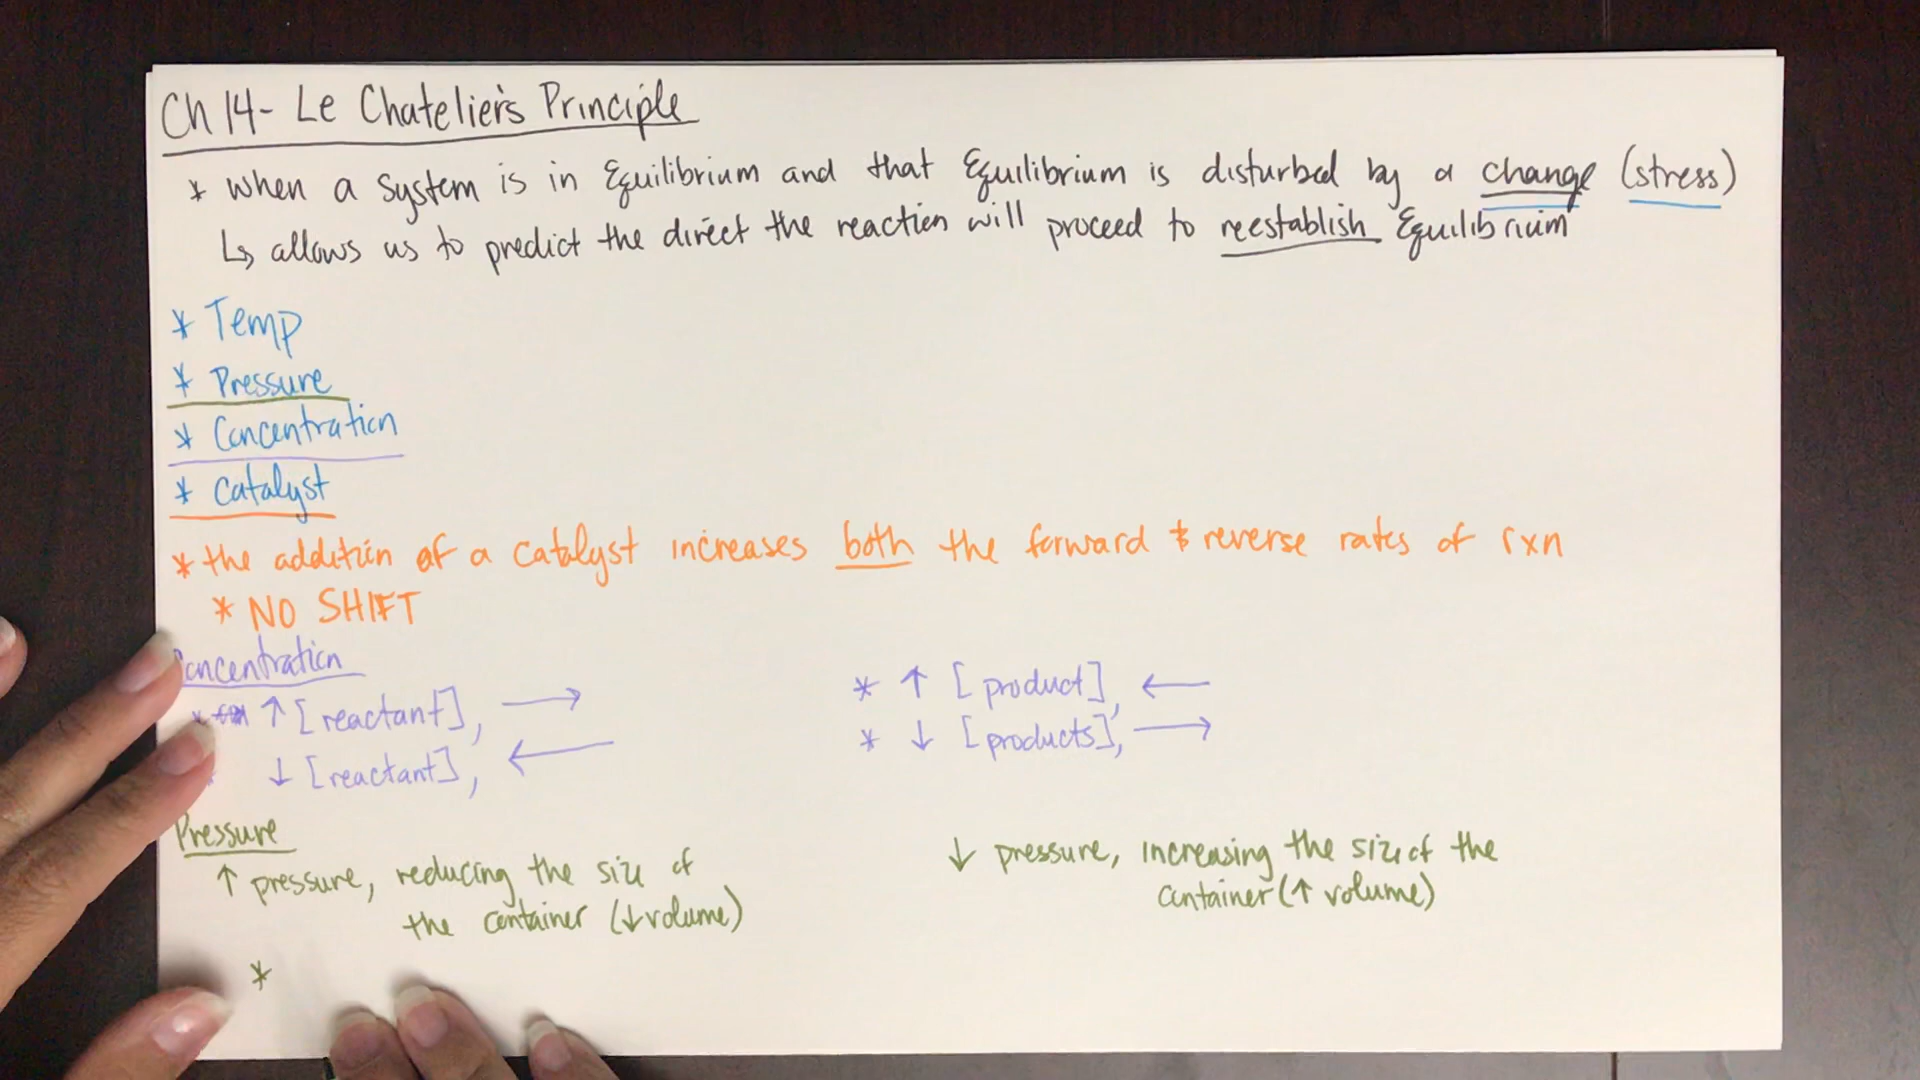 Ch 14- Le Chatelier's Principle
* when a system is in Equilibrium and that Equilibrium is disturbed by a change (stress)
↳ allows us to predict the direct the reaction will proceed to reestablish Equilibrium
* Temp
* Pressure
* Concentration
* Catalyst
* the addition of a catalyst increases both the forward & reverse rates of rxn
* NO SHIFT
Concentration
* ↑ [reactant], →
↓ [reactant], ←
* ↑ [product], ←
* ↓ [products], →
Pressure
↑ pressure, reducing the size of
the container (↓volume)
*
↓ pressure, increasing the size of the
container (↑ volume)